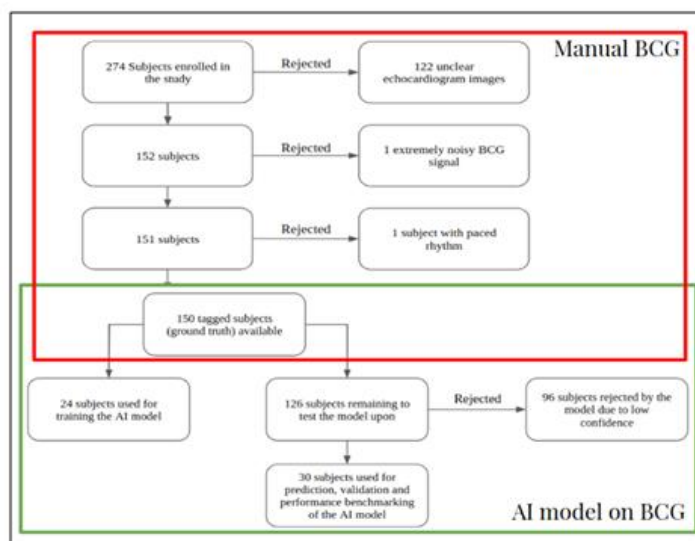 Manual BCG
274 Subjects enrolled in
the study
Rejected
122 unclear
echocardiogram images
152 subjects
Rejected
1 extremely noisy BCG
signal
151 subjects
Rejected
1 subject with paced
rhythm
150 tagged subjects
(ground truth) available
24 subjects used for
training the AI model
126 subjects remaining to
test the model upon
Rejected
96 subjects rejected by the
model due to low
confidence
30 subjects used for
prediction, validation and
performance benchmarking
of the AI model
AI model on BCG